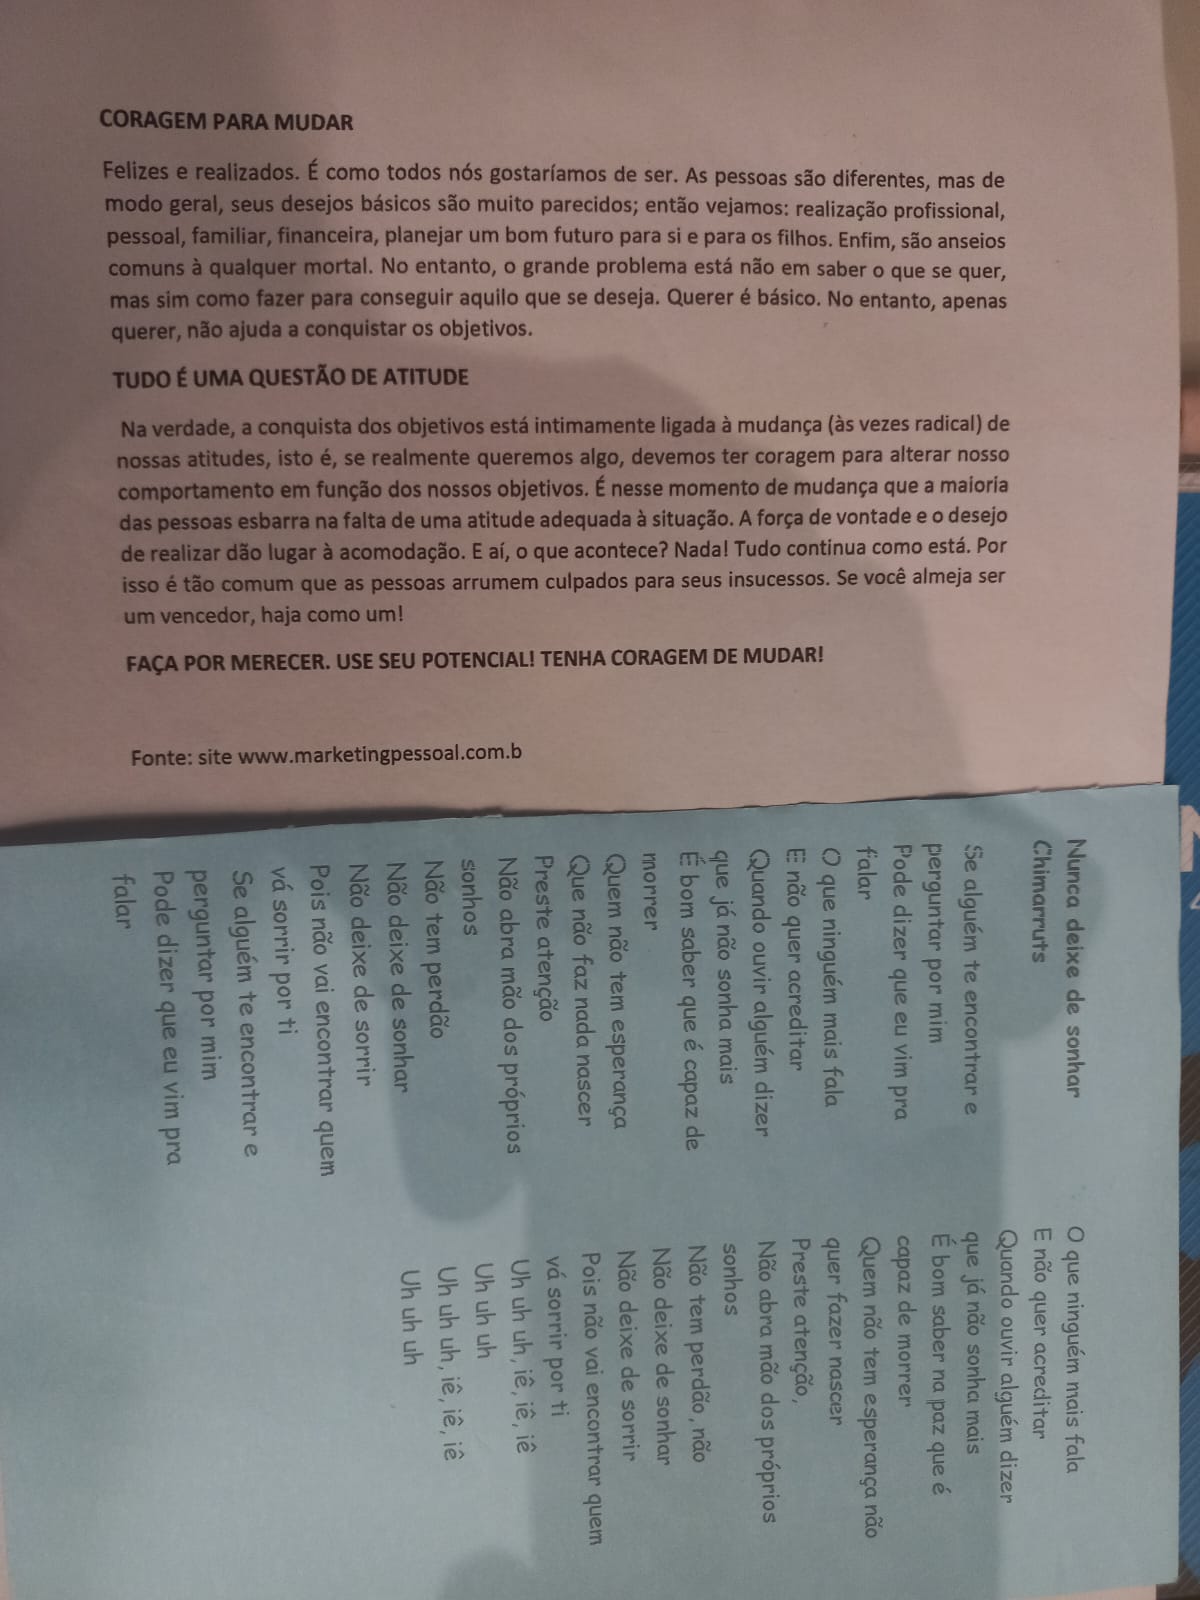 CORAGEM PARA MUDAR
Felizes e realizados. É como todos nós gostaríamos de ser. As pessoas são diferentes, mas de
modo geral, seus desejos básicos são muito parecidos; então vejamos: realização profissional,
pessoal, familiar, financeira, planejar um bom futuro para si e para os filhos. Enfim, são anseios
comuns à qualquer mortal. No entanto, o grande problema está não em saber o que se quer,
mas sim como fazer para conseguir aquilo que se deseja. Querer é básico. No entanto, apenas
querer, não ajuda a conquistar os objetivos.
TUDO É UMA QUESTÃO DE ATITUDE
Na verdade, a conquista dos objetivos está intimamente ligada à mudança (às vezes radical) de
nossas atitudes, isto é, se realmente queremos algo, devemos ter coragem para alterar nosso
comportamento em função dos nossos objetivos. É nesse momento de mudança que a maioria
das pessoas esbarra na falta de uma atitude adequada à situação. A força de vontade e o desejo
de realizar dão lugar à acomodação. E aí, o que acontece? Nada! Tudo continua como está. Por
isso é tão comum que as pessoas arrumem culpados para seus insucessos. Se você almeja ser
um vencedor, haja como um!
FAÇA POR MERECER. USE SEU POTENCIAL! TENHA CORAGEM DE MUDAR!
Fonte: site www.marketingpessoal.com.b
Nunca deixe de sonhar
Chimarruts
Se alguém te encontrar e
perguntar por mim
Pode dizer que eu vim pra
falar
O que ninguém mais fala
E não quer acreditar
Quando ouvir alguém dizer
que já não sonha mais
É bom saber que é capaz de
morrer
Quem não tem esperança
Que não faz nada nascer
Preste atenção
Não abra mão dos próprios
sonhos
Não tem perdão
Não deixe de sonhar
Não deixe de sorrir
Pois não vai encontrar quem
vá sorrir por ti
Se alguém te encontrar e
perguntar por mim
Pode dizer que eu vim pra
falar
O que ninguém mais fala
E não quer acreditar
Quando ouvir alguém dizer
que já não sonha mais
É bom saber na paz que é
capaz de morrer
Quem não tem esperança não
quer fazer nascer
Preste atenção,
Não abra mão dos próprios
sonhos
Não tem perdão, não
Não deixe de sonhar
Não deixe de sorrir
Pois não vai encontrar quem
vá sorrir por ti
Uh uh uh, iê, iê, iê
Uh uh uh
Uh uh uh, iê, iê, iê
Uh uh uh